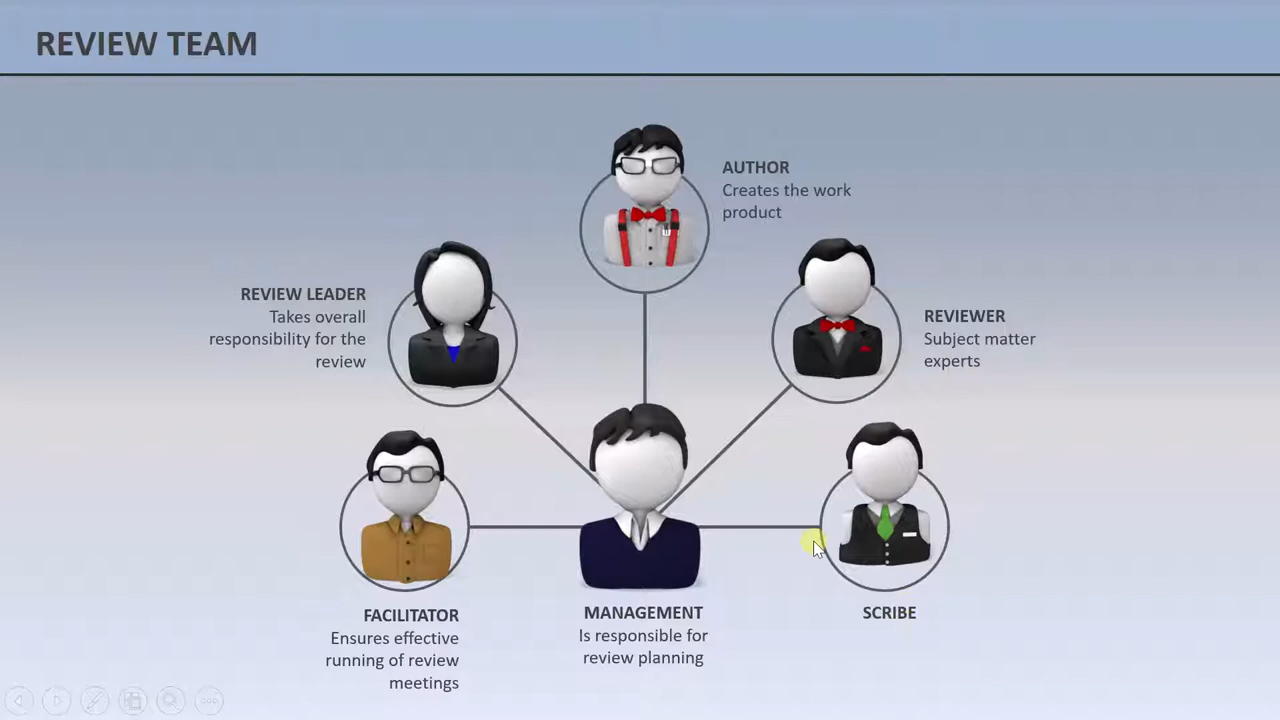 REVIEW TEAM
AUTHOR
Creates the work
product
REVIEW LEADER
Takes overall
responsibility for the
review
REVIEWER
Subject matter
experts
FACILITATOR
Ensures effective
running of review
meetings
MANAGEMENT
Is responsible for
review planning
SCRIBE